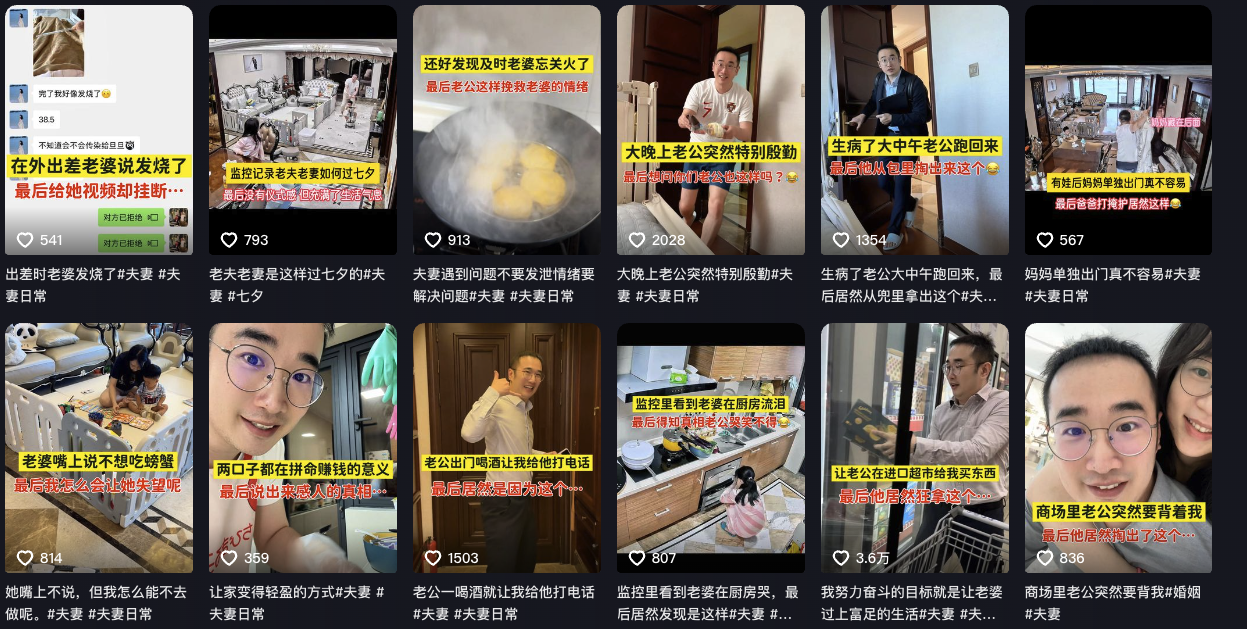 完了我好像发烧了
38.5
不知道会不会传染给旦旦
在外出差老婆说发烧了
最后给她视频却挂断…
对方已拒绝
对方已拒绝
541
出差时老婆发烧了#夫妻 #夫
妻日常
监控记录老夫老妻如何过七夕
最后没有仪式感 但充满了生活气息
793
老夫老妻是这样过七夕的#夫
妻 #七夕
还好发现及时老婆忘关火了
最后老公这样挽救老婆的情绪
913
夫妻遇到问题不要发泄情绪要
解决问题#夫妻 #夫妻日常
大晚上老公突然特别殷勤
最后想问你们老公也这样吗？
2028
大晚上老公突然特别殷勤#夫
妻 #夫妻日常
生病了大中午老公跑回来
最后他从包里掏出来这个
1354
生病了老公大中午跑回来，最
后居然从兜里拿出这个#夫...
妈妈藏在后面
有娃后妈妈单独出门真不容易
最后爸爸打掩护居然这样
567
妈妈单独出门真不容易#夫妻
#夫妻日常
老婆嘴上说不想吃螃蟹
最后我怎么会让她失望呢
814
她嘴上不说，但我怎么能不去
做呢。#夫妻 #夫妻日常
两口子都在拼命赚钱的意义
最后说出来感人的真相…
359
让家变得轻盈的方式#夫妻 #
夫妻日常
老公出门喝酒让我给他打电话
最后居然是因为这个…
1503
老公一喝酒就让我给他打电话
#夫妻 #夫妻日常
监控里看到老婆在厨房流泪
最后得知真相老公哭笑不得
807
监控里看到老婆在厨房哭，最
后居然发现是这样#夫妻 #...
让老公在进口超市给我买东西
最后他居然狂拿这个…
3.6万
我努力奋斗的目标就是让老婆
过上富足的生活#夫妻 #夫...
商场里老公突然要背着我
最后他居然掏出了这个…
836
商场里老公突然要背我#婚姻
#夫妻